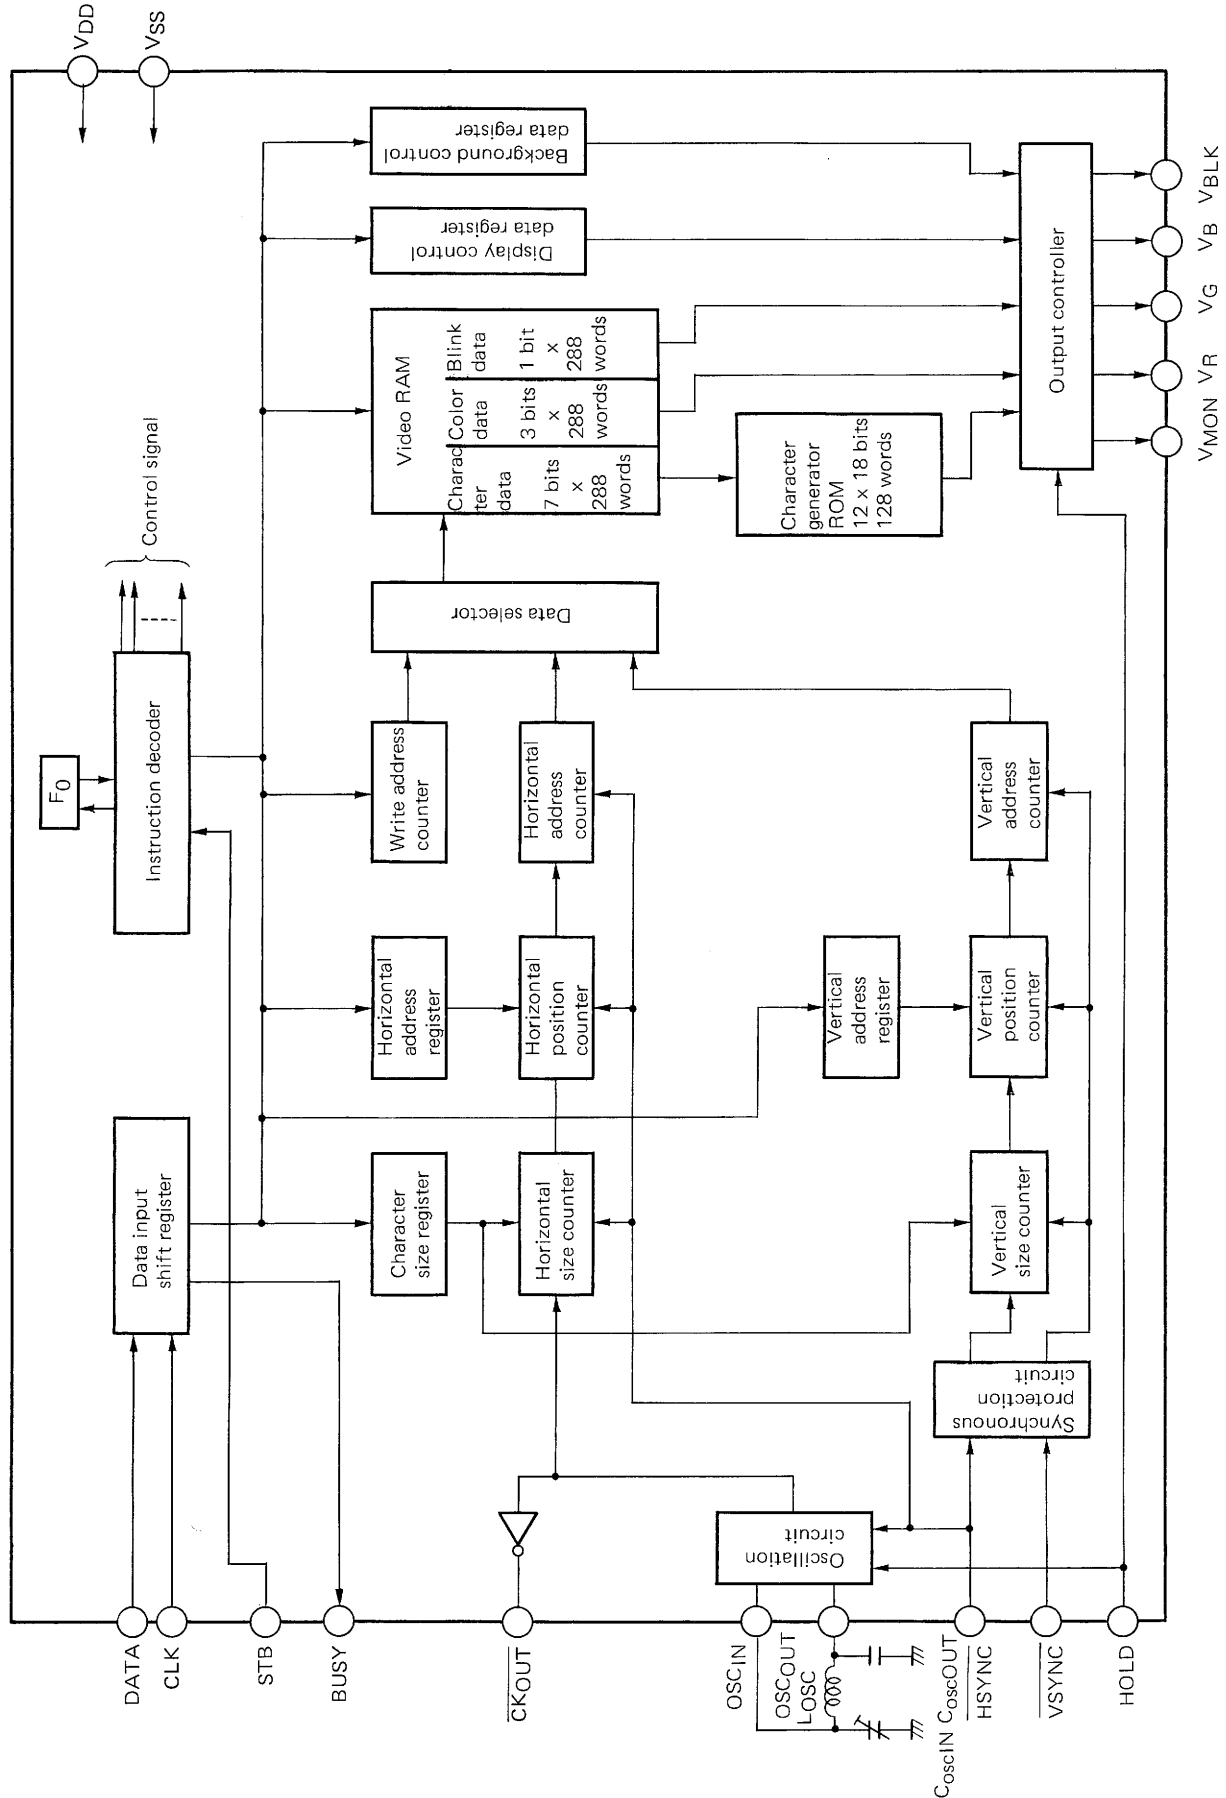 VDD
VSS
Control signal
F0
Instruction decoder
Data input
shift register
DATA
CLK
STB
BUSY
CKOUT
OSCIN
OSCOUT
LOSC
COSCIN COSCOUT
HSYNC
VSYNC
HOLD
Character
size register
Horizontal
address
register
Write address
counter
Horizontal
size counter
Horizontal
position
counter
Horizontal
address
counter
Data selector
Video RAM
Charac
ter
data
7 bits
x
288
words
Color
data
3 bits
x
288
words
Blink
data
1 bit
x
288
words
Display control
data register
Background control
data register
Character
generator
ROM
12 x 18 bits
128 words
Vertical
address
register
Oscillation
circuit
Synchronous
protection
circuit
Vertical
size counter
Vertical
position
counter
Vertical
address
counter
Output controller
VMON
VR
VG
VB
VBLK